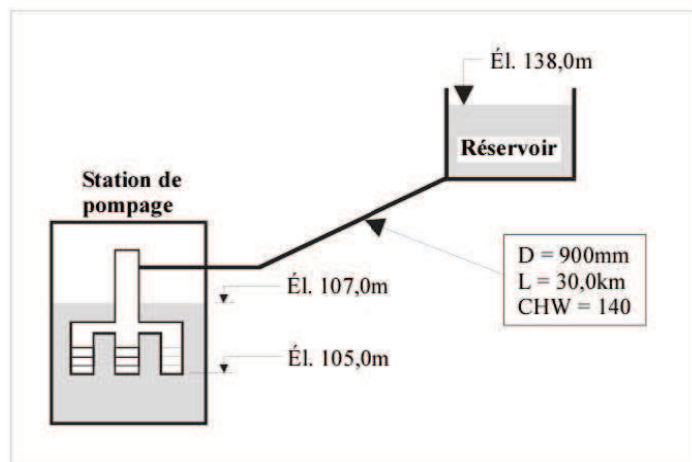 Él. 138,0m
Réservoir
Station de
pompage
D = 900mm
L = 30,0km
CHW = 140
Él. 107,0m
Él. 105,0m